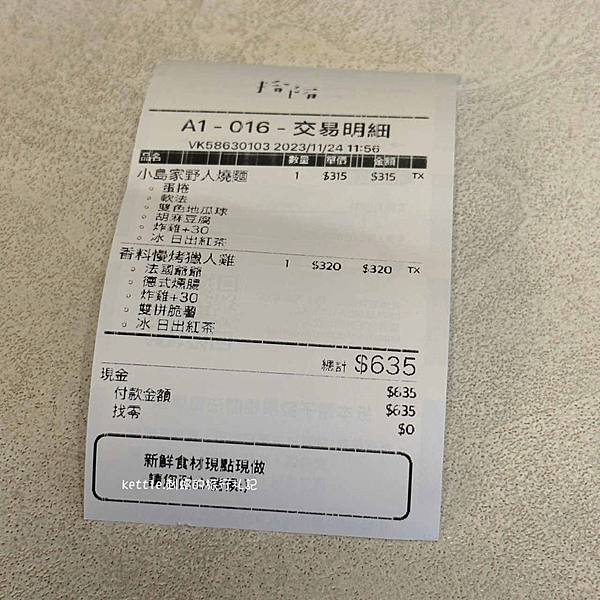 A1 - 016 - 交易明細
VK58630103 2023/11/24 11:56
品名 數量 單價 金額
小島家野人燒麵 1 $315 $315 TX
蛋捲
軟法
雙色地瓜球
胡麻豆腐
炸雞+30
冰 日出紅茶
香料慢烤獵人雞 1 $320 $320 TX
法國爺爺
德式燻腸
炸雞+30
雙拼脆薯
冰 日出紅茶
總計 $635
現金 $635
付款金額 $635
找零 $0
新鮮食材現點現做